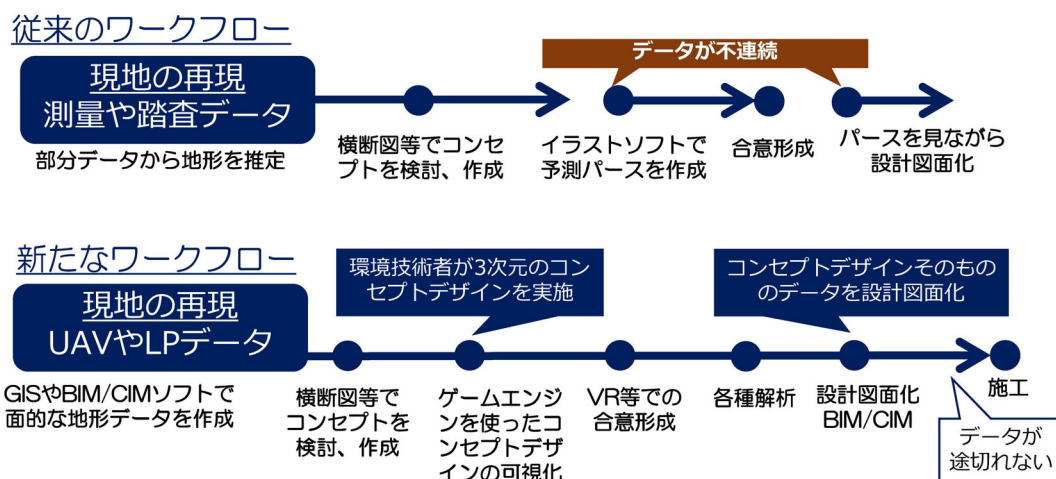 従来のワークフロー
データが不連続
現地の再現
測量や踏査データ
部分データから地形を推定
横断図等でコンセ
プトを検討、作成
イラストソフトで
予測パースを作成
合意形成
パースを見ながら
設計図面化
新たなワークフロー
環境技術者が3次元のコン
セプトデザインを実施
コンセプトデザインそのもの
のデータを設計図面化
現地の再現
UAVやLPデータ
GISやBIM/CIMソフトで
面的な地形データを作成
横断図等で
コンセプトを
検討、作成
ゲームエンジ
ンを使ったコ
ンセプトデザ
インの可視化
VR等での
合意形成
各種解析
設計図面化
BIM/CIM
施工
データが
途切れない